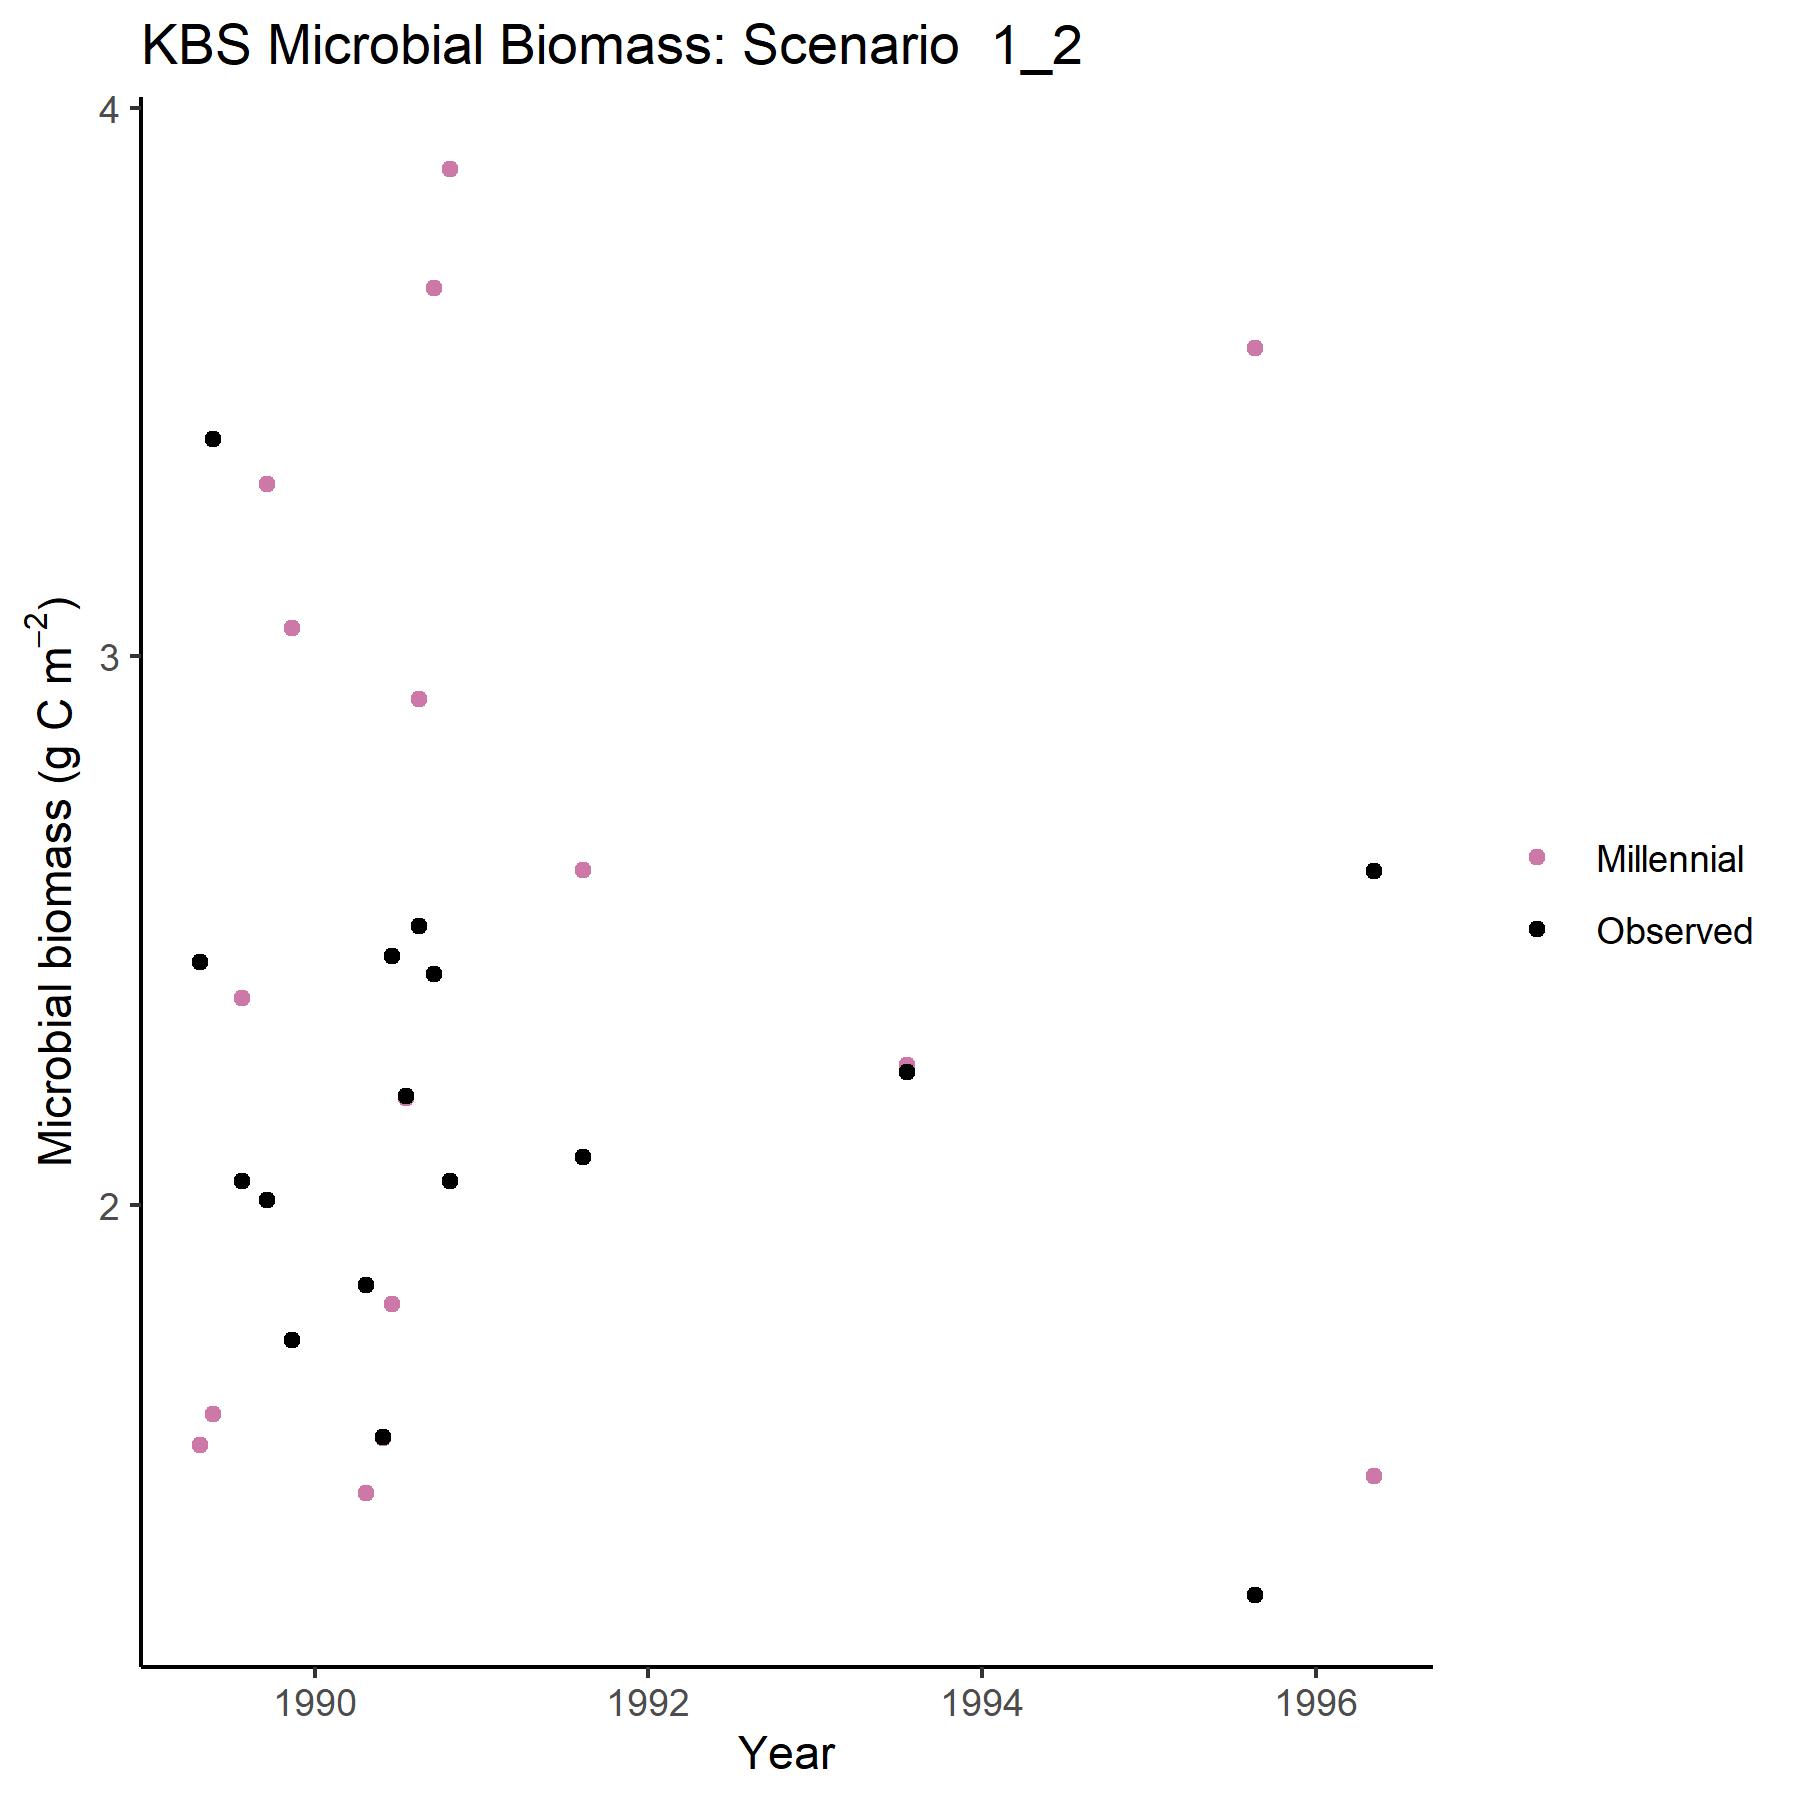 KBS Microbial Biomass: Scenario  1_2
Microbial biomass (g C m⁻²)
4
3
2
1990 1992 1994 1996
Year
Millennial
Observed